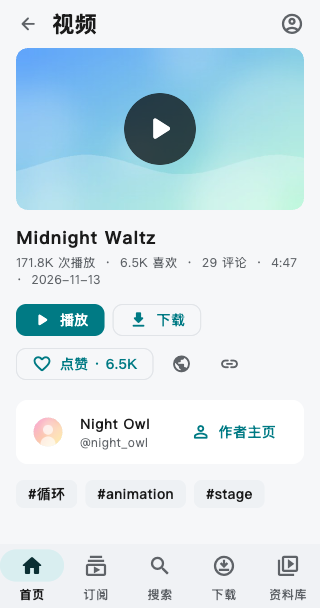 视频
Midnight Waltz
171.8K 次播放 · 6.5K 喜欢 · 29 评论 · 4:47
· 2026-11-13
播放 下载
点赞 · 6.5K
Night Owl
@night_owl
作者主页
#循环 #animation #stage
首页 订阅 搜索 下载 资料库